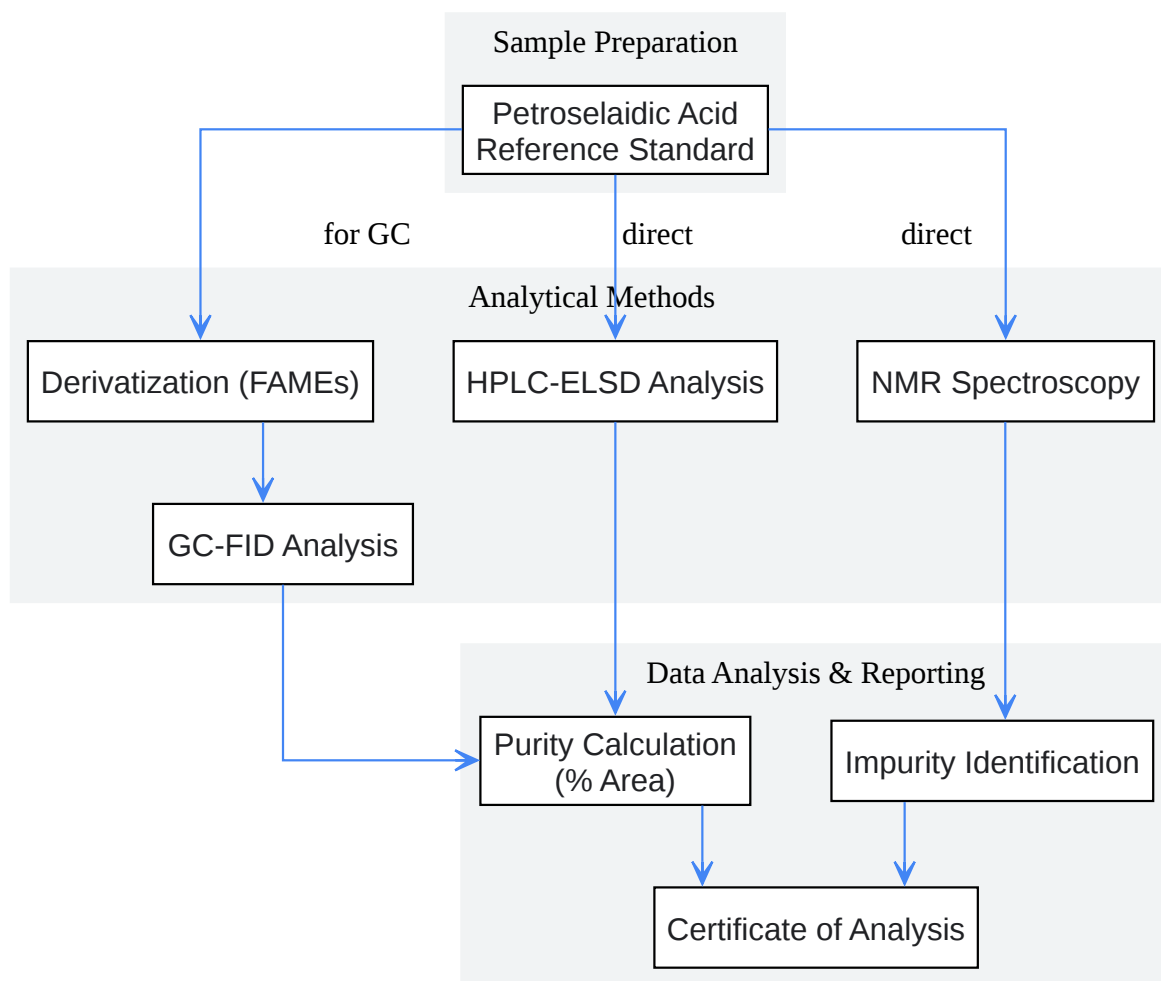 Sample Preparation
Petroselaidic Acid
Reference Standard
for GC
direct
direct
Analytical Methods
Derivatization (FAMEs)
HPLC-ELSD Analysis
NMR Spectroscopy
GC-FID Analysis
Data Analysis & Reporting
Purity Calculation
(% Area)
Impurity Identification
Certificate of Analysis